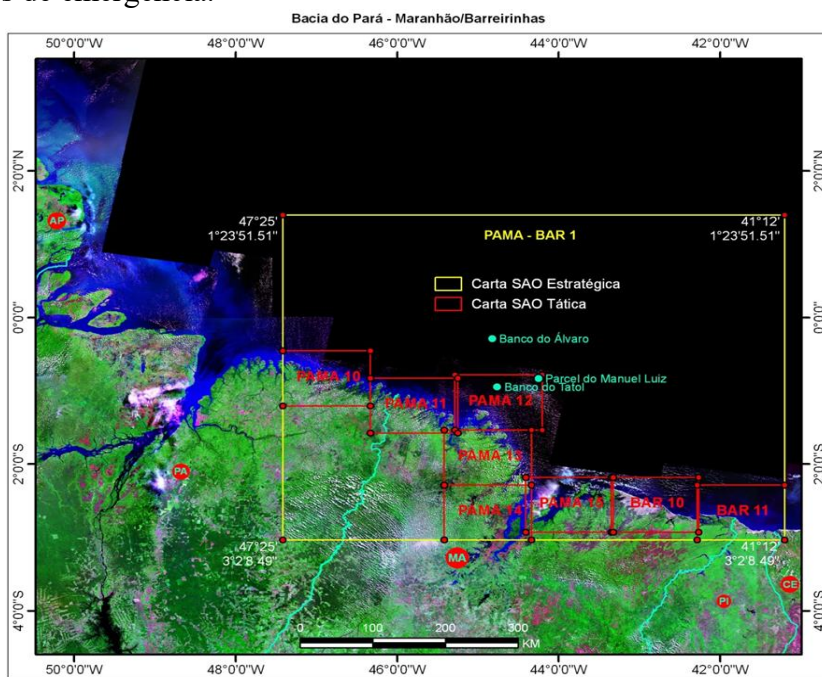 s de emergência.
Bacia do Pará - Maranhão/Barreirinhas
50°0'0"W 48°0'0"W 46°0'0"W 44°0'0"W 42°0'0"W
2°0'0"N 2°0'0"N
AP
47°25' 41°12'
1°23'51.51" 1°23'51.51"
PAMA - BAR 1
Carta SAO Estratégica
Carta SAO Tática
0°0'0" 0°0'0"
Banco do Álvaro
Parcel do Manuel Luiz
Banco do Tatol
PAMA 10
PAMA 11 PAMA 12
PAMA 13
2°0'0"S 2°0'0"S
PA
PAMA 14 PAMA 15 BAR 10 BAR 11
47°25' 41°12'
3°2'8.49" 3°2'8.49"
MA
CE
PI
4°0'0"S 4°0'0"S
0 100 200 300
KM
50°0'0"W 48°0'0"W 46°0'0"W 44°0'0"W 42°0'0"W